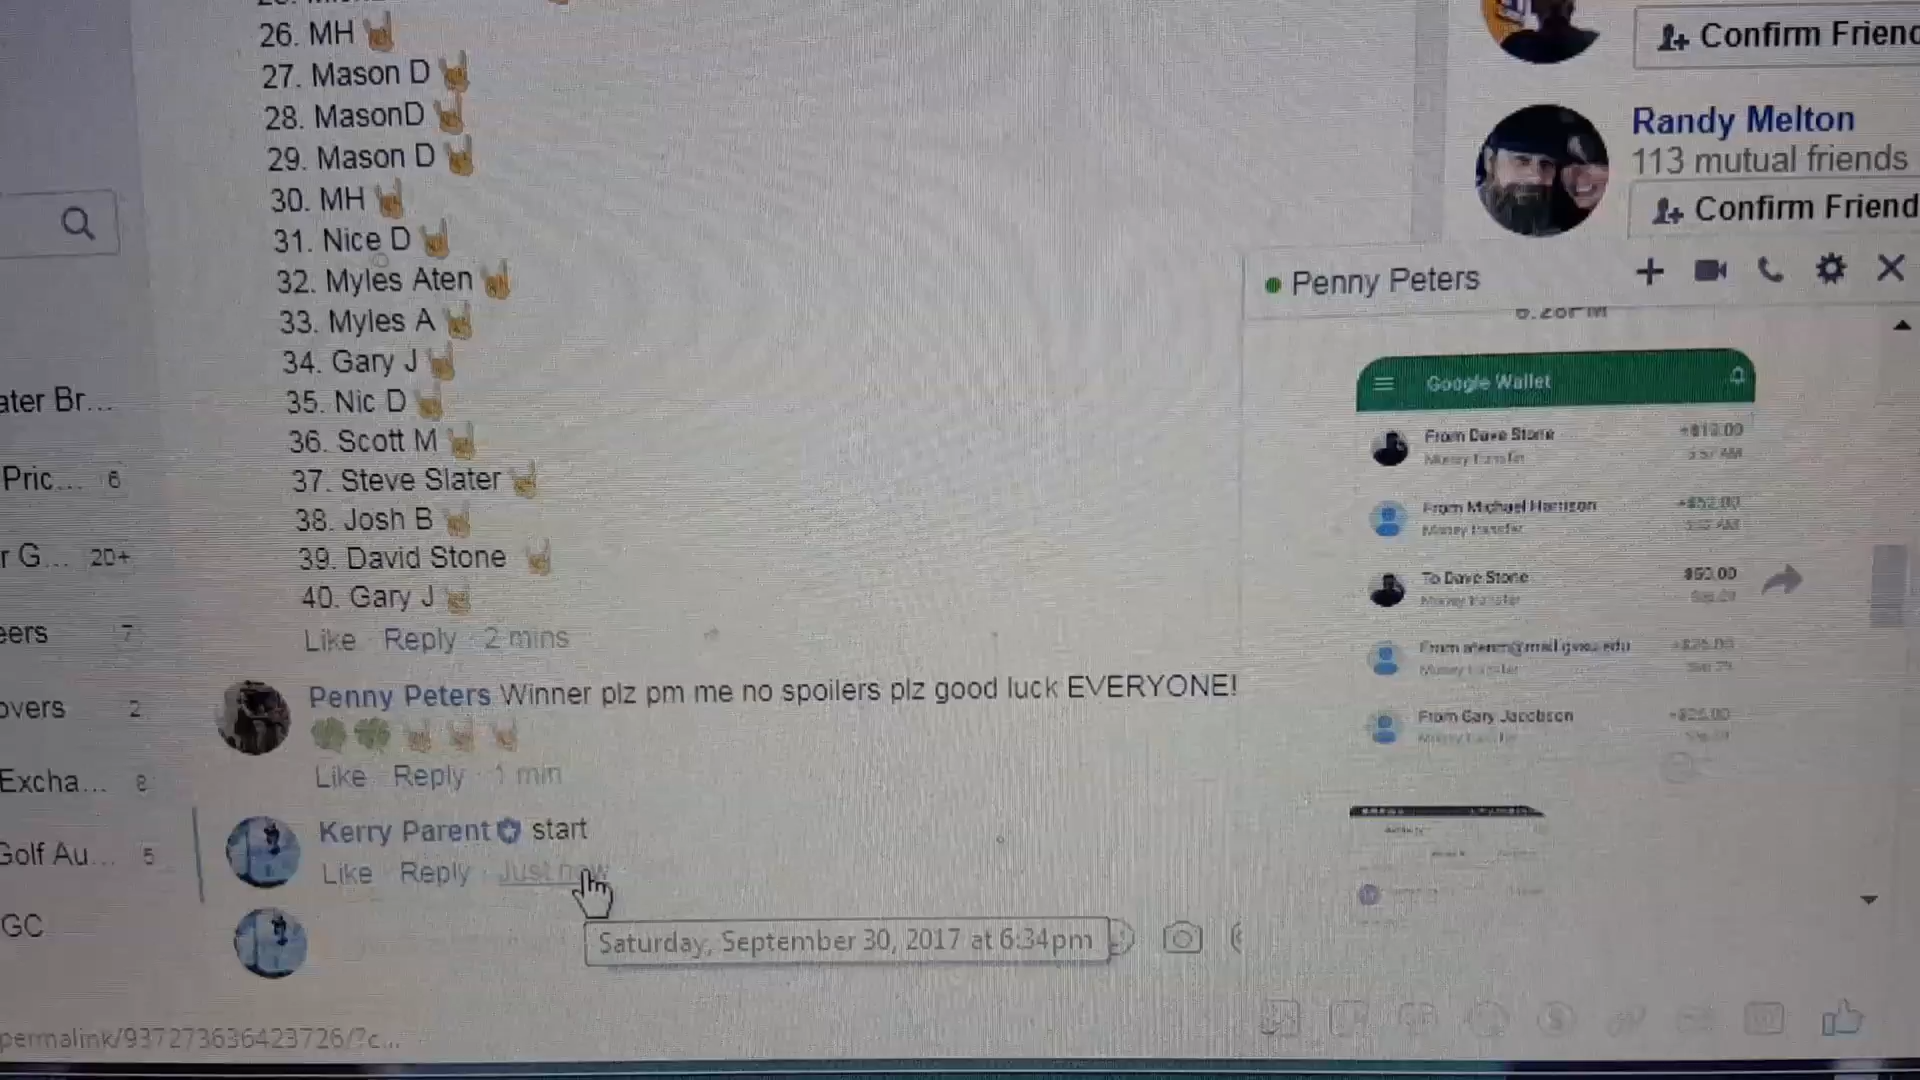 26. MH
27. Mason D
28. MasonD
29. Mason D
30. MH
31. Nice D
32. Myles Aten
33. Myles A
34. Gary J
35. Nic D
36. Scott M
37. Steve Slater
38. Josh B
39. David Stone
40. Gary J
Like Reply 2 mins
Penny Peters Winner plz pm me no spoilers plz good luck EVERYONE!
Like Reply 1 min
Kerry Parent start
Like Reply Just now
Saturday, September 30, 2017 at 6:34pm
permalink/937273636423726/?c...
ater Br...
Pric... 6
r G... 20+
eers 7
overs 2
Excha... 8
Golf Au... 5
GC
Confirm Friend
Randy Melton
113 mutual friends
Confirm Friend
Penny Peters
Google Wallet
From Dave Stone
Money transfer
From Michael Harrison +$52.00
Money transfer
To Dave Stone $50.00
Money transfer
From Gary Jacobson
Money transfer